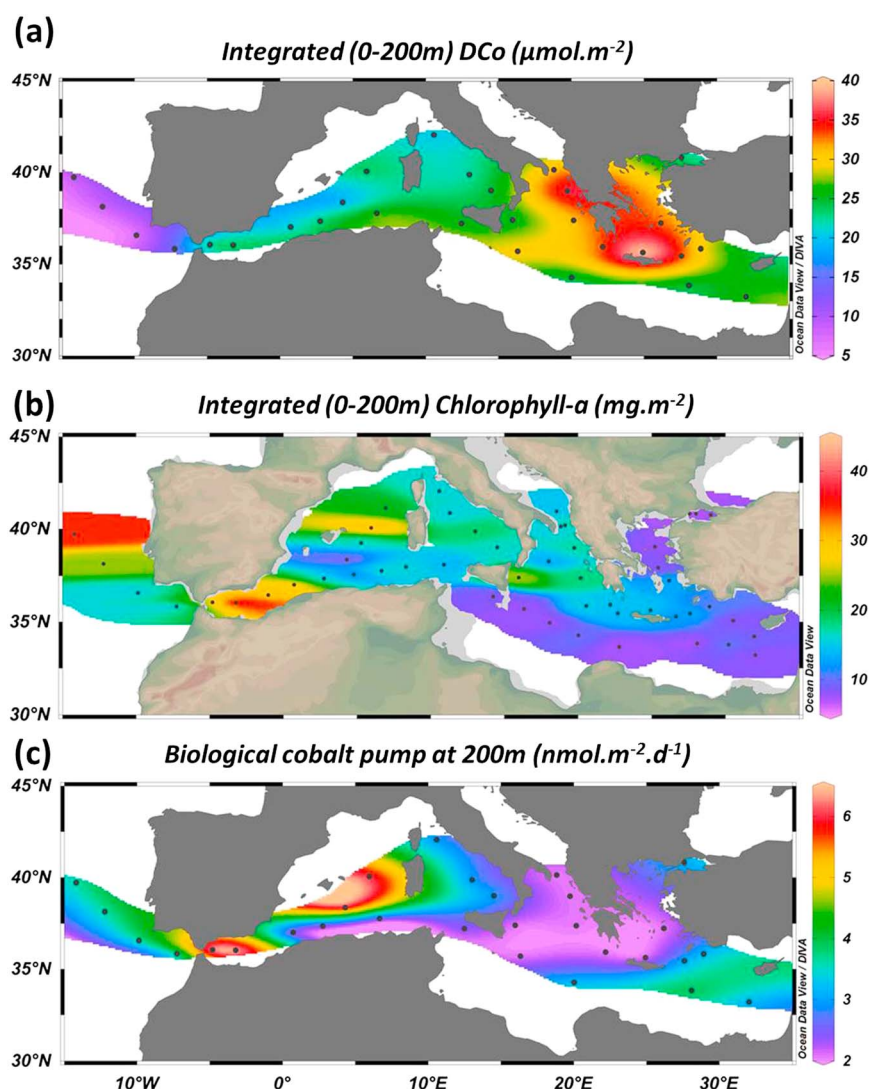 (a)
Integrated (0-200m) DCo (µmol.m⁻²)
45°N
40°N
35°N
30°N
40
35
30
25
20
15
10
5
Ocean Data View / DIVA
(b)
Integrated (0-200m) Chlorophyll-a (mg.m⁻²)
45°N
40°N
35°N
30°N
40
30
20
10
Ocean Data View
(c)
Biological cobalt pump at 200m (nmol.m⁻².d⁻¹)
45°N
40°N
35°N
30°N
6
5
4
3
2
Ocean Data View / DIVA
10°W 0° 10°E 20°E 30°E